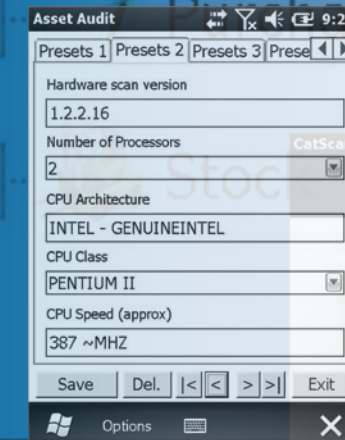 Asset Audit 9:2
Presets 1 Presets 2 Presets 3 Prese
Hardware scan version
1.2.2.16
Number of Processors
2
CatSca
Stock
CPU Architecture
INTEL - GENUINEINTEL
CPU Class
PENTIUM II
CPU Speed (approx)
387 ~MHZ
Save Del. |< < > >| Exit
Options